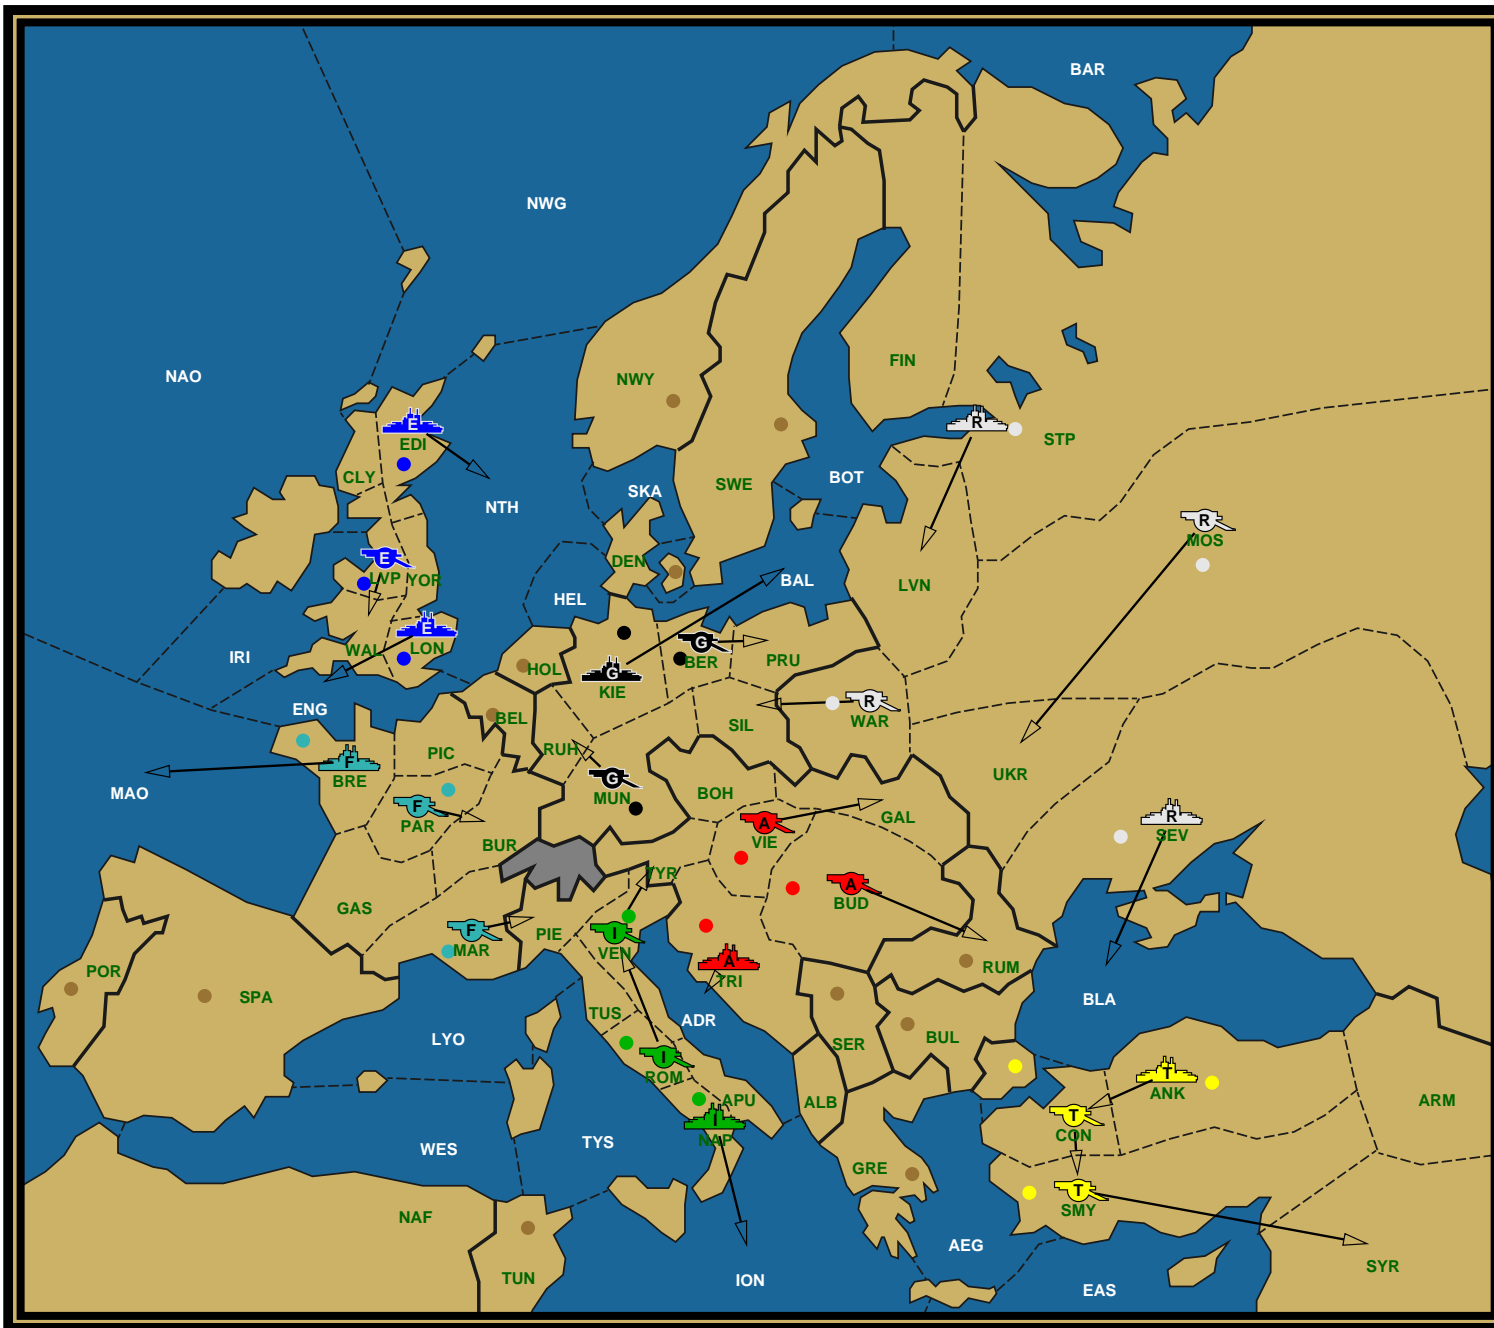 BAR
NWG
NAO
FIN
NWY
R
E
EDI
STP
CLY
SWE
BOT
SKA
NTH
R
MOS
E
LVP
YOR
DEN
BAL
LVN
HEL
E
LON
WAL
IRI
G
BER
PRU
HOL
G
KIE
R
WAR
ENG
BEL
SIL
RUH
PIC
F
BRE
UKR
G
MUN
BOH
MAO
F
PAR
A
VIE
GAL
R
SEV
BUR
TYR
A
BUD
GAS
F
MAR
PIE
I
VEN
A
TRI
RUM
POR
SPA
BLA
TUS
ADR
LYO
BUL
SER
I
ROM
T
ANK
APU
ALB
ARM
I
NAP
T
CON
WES
TYS
GRE
T
SMY
NAF
AEG
SYR
TUN
ION
EAS